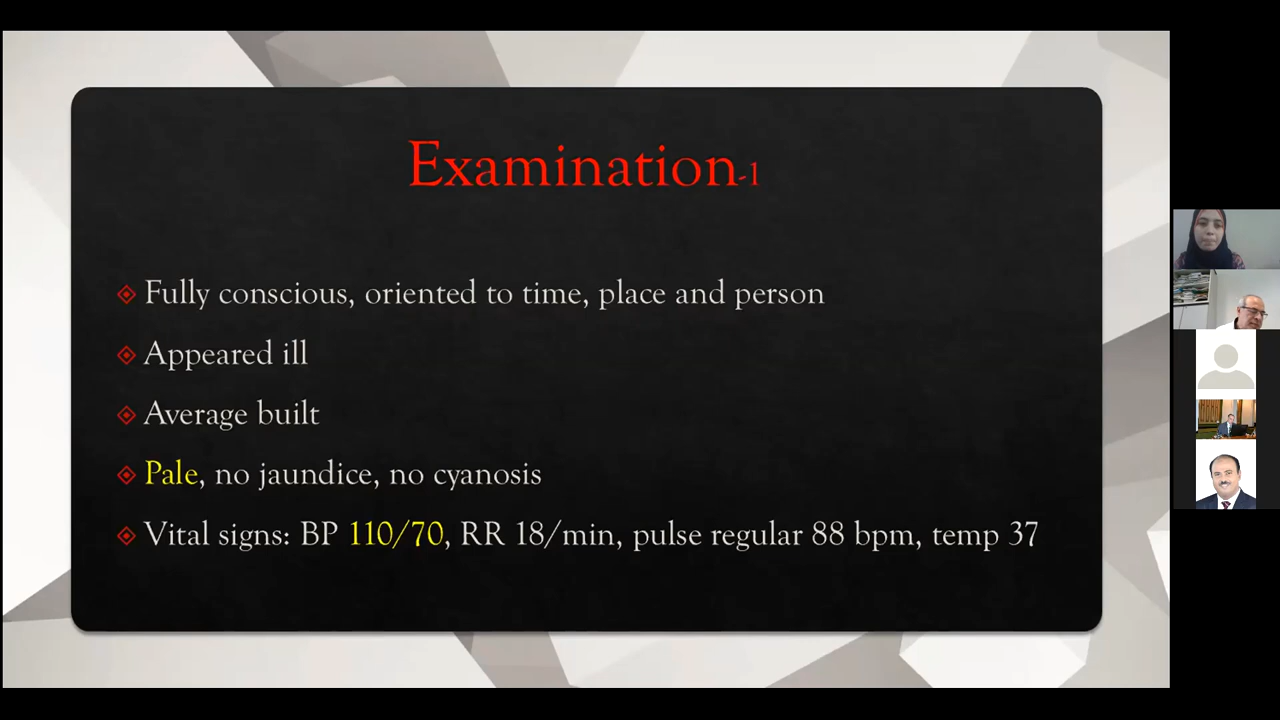 Examination-1
Fully conscious, oriented to time, place and person
Appeared ill
Average built
Pale, no jaundice, no cyanosis
Vital signs: BP 110/70, RR 18/min, pulse regular 88 bpm, temp 37